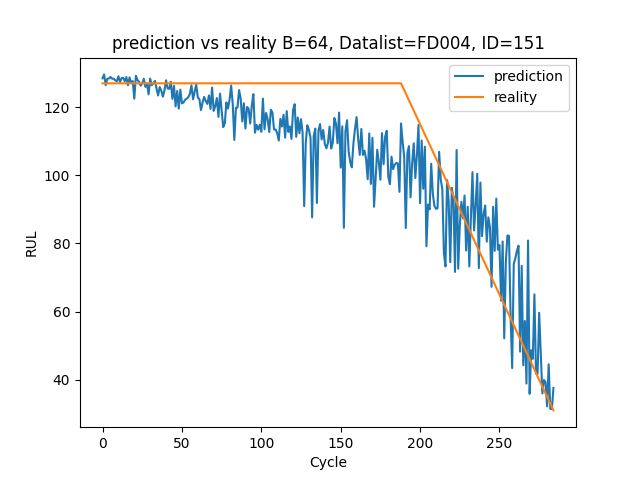 prediction vs reality B=64, Datalist=FD004, ID=151
prediction
reality
RUL
120
100
80
60
40
0 50 100 150 200 250
Cycle